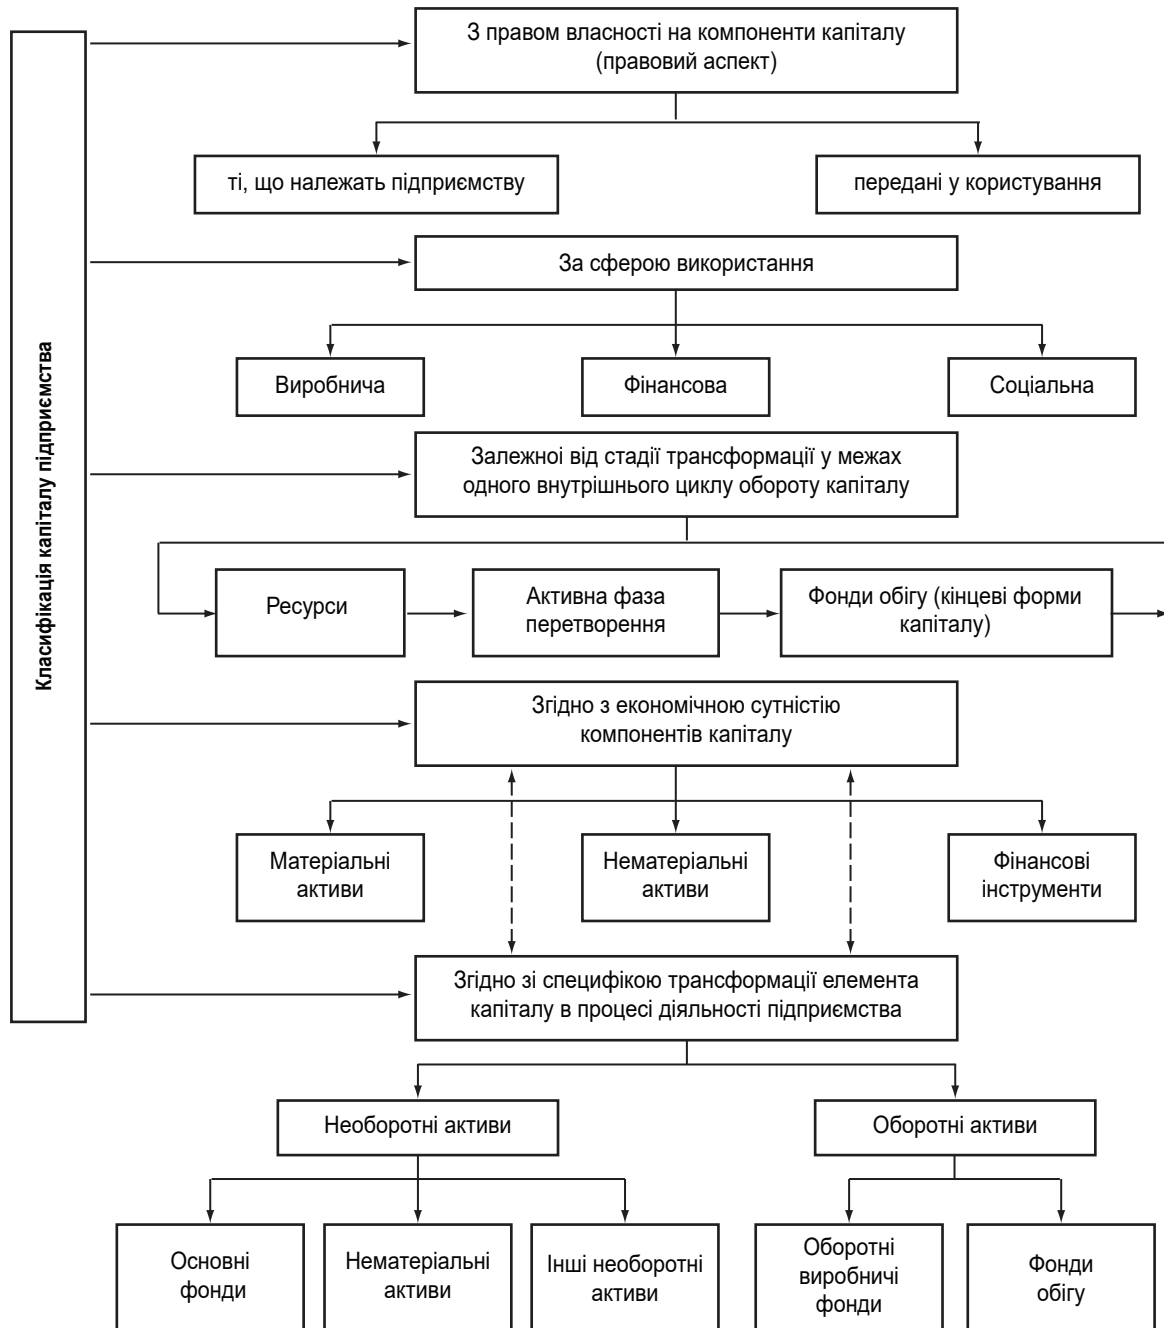 Класифікація капіталу підприємства
З правом власності на компоненти капіталу
(правовий аспект)
ті, що належать підприємству
передані у користування
За сферою використання
Виробнича
Фінансова
Соціальна
Залежноі від стадії трансформації у межах
одного внутрішнього циклу обороту капіталу
Ресурси
Активна фаза
перетворення
Фонди обігу (кінцеві форми
капіталу)
Згідно з економічною сутністію
компонентів капіталу
Матеріальні
активи
Нематеріальні
активи
Фінансові
інструменти
Згідно зі специфікою трансформації елемента
капіталу в процесі діяльності підприємства
Необоротні активи
Оборотні активи
Основні
фонди
Нематеріальні
активи
Інші необоротні
активи
Оборотні
виробничі
фонди
Фонди
обігу